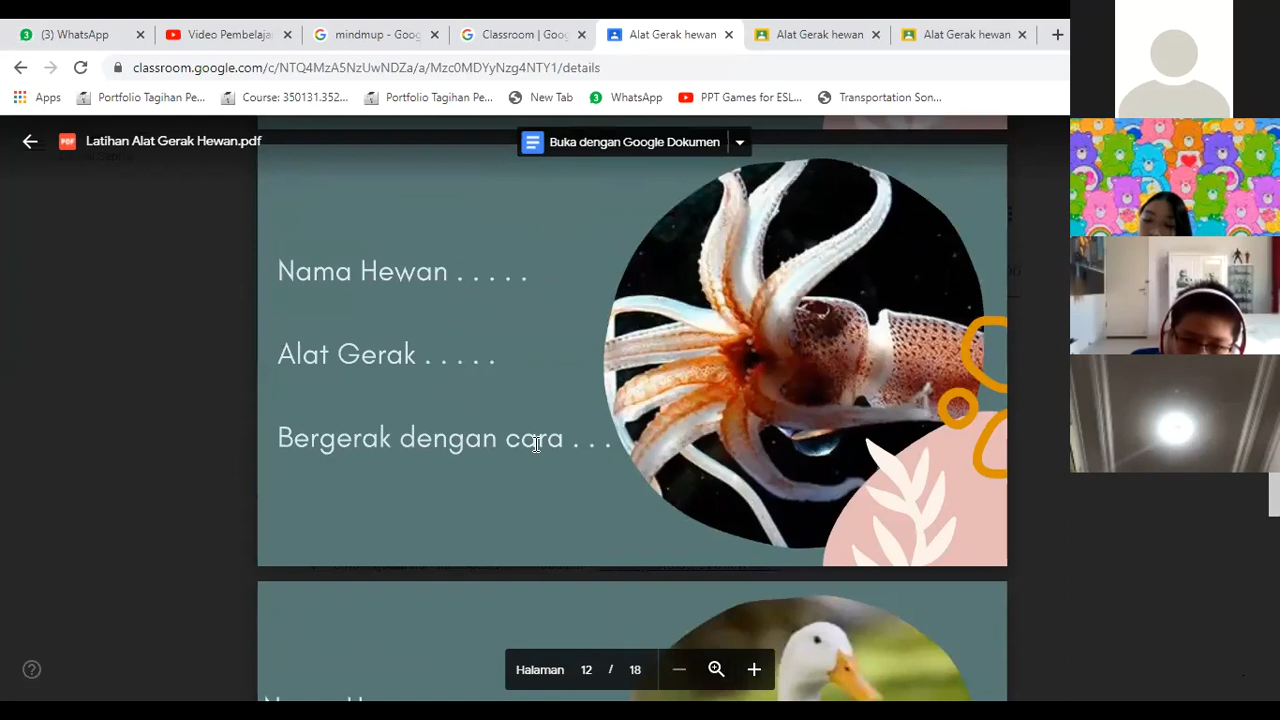 (3) WhatsApp
Video Pembelaja
mindmup - Goog
Classroom | Goog
Alat Gerak hewan
Alat Gerak hewan
Alat Gerak hewan
classroom.google.com/c/NTQ4MzA5NzUwNDZa/a/Mzc0MDYyNzg4NTY1/details
Apps
Portfolio Tagihan Pe...
Course: 350131.352...
Portfolio Tagihan Pe...
New Tab
WhatsApp
PPT Games for ESL...
Transportation Son...
PDF
Latihan Alat Gerak Hewan.pdf
Buka dengan Google Dokumen
Nama Hewan . . . . .
Alat Gerak . . . . .
Bergerak dengan cara . . .
Halaman 12 / 18